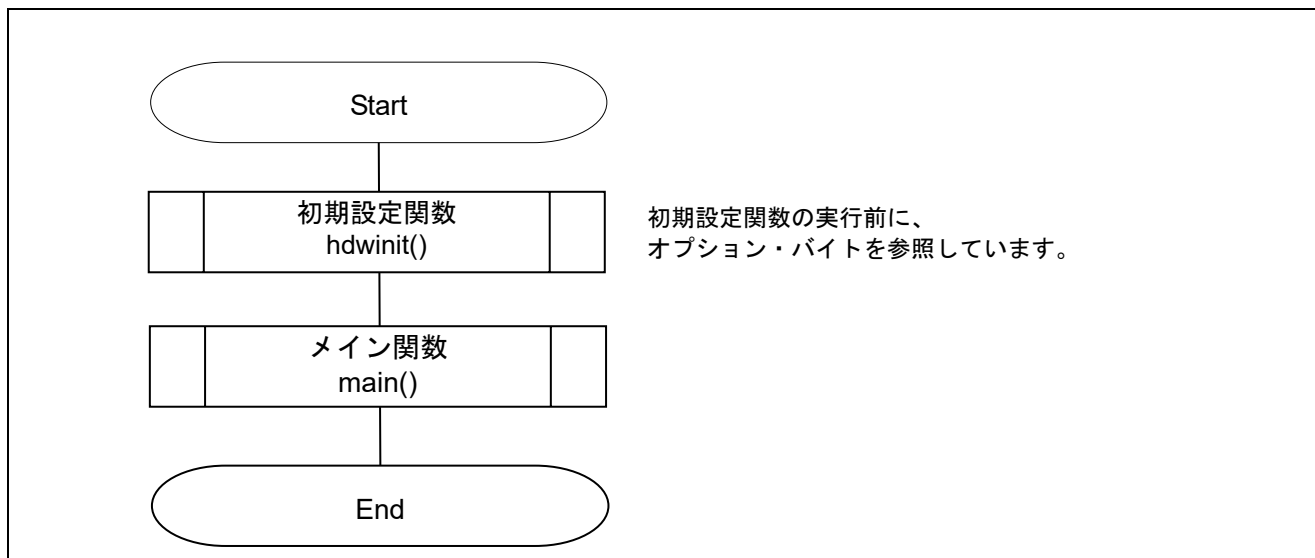 Start
初期設定関数
hdwinit()
初期設定関数の実行前に、
オプション・バイトを参照しています。
メイン関数
main()
End